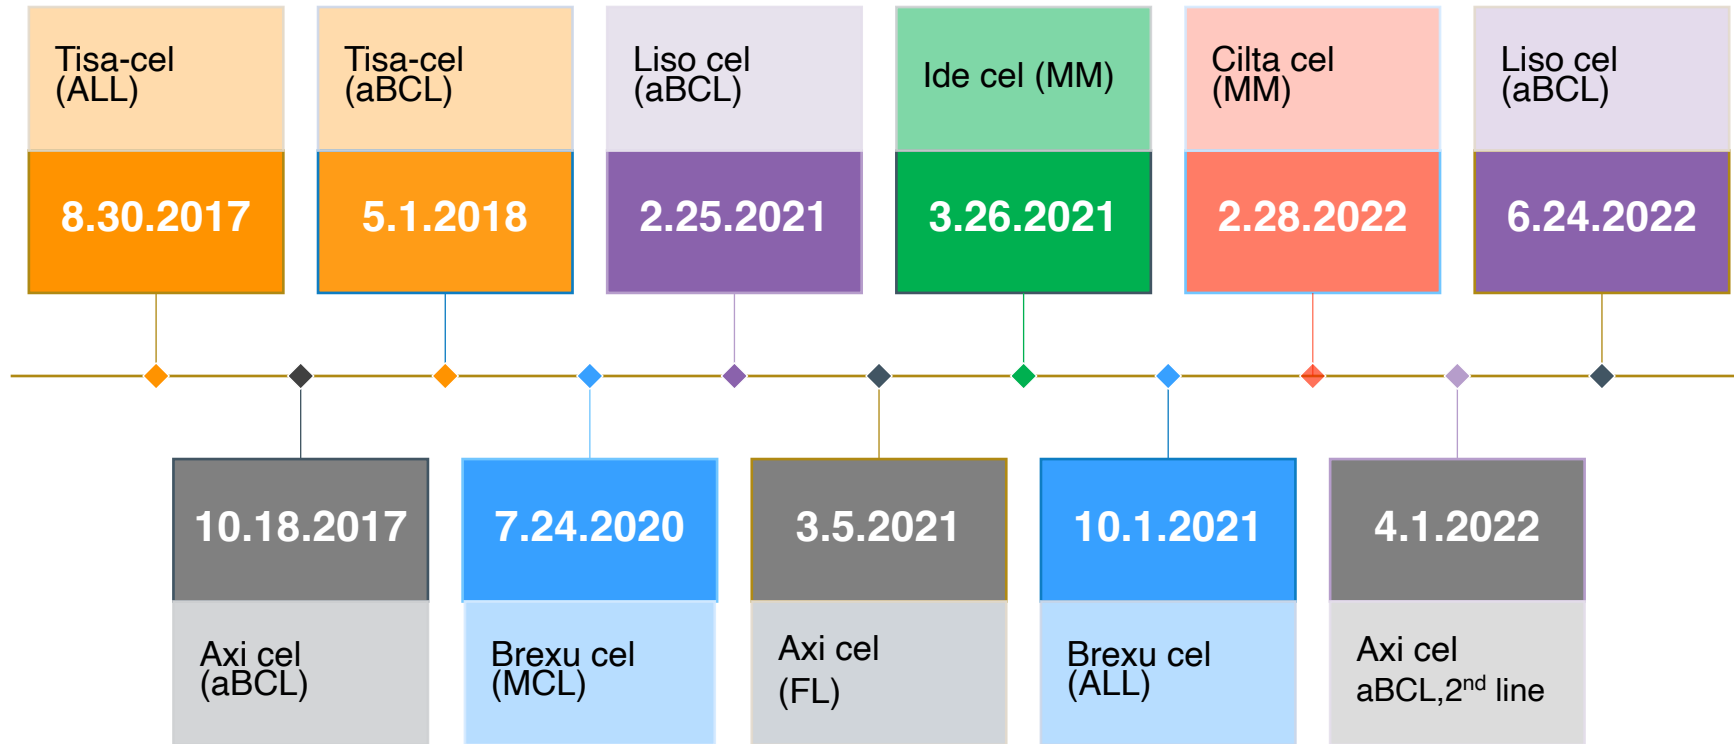 Tisa-cel
(ALL)
8.30.2017
Tisa-cel
(aBCL)
5.1.2018
Liso cel
(aBCL)
2.25.2021
Ide cel (MM)
3.26.2021
Cilta cel
(MM)
2.28.2022
Liso cel
(aBCL)
6.24.2022
10.18.2017
Axi cel
(aBCL)
7.24.2020
Brexu cel
(MCL)
3.5.2021
Axi cel
(FL)
10.1.2021
Brexu cel
(ALL)
4.1.2022
Axi cel
aBCL,2nd line